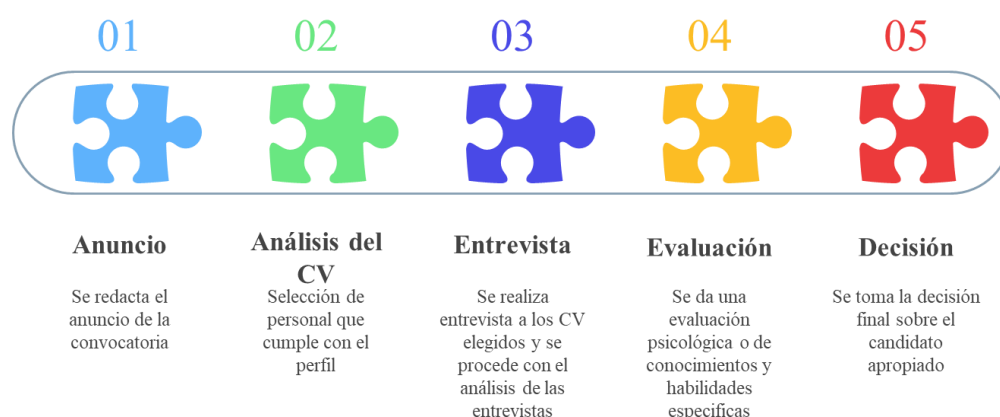 01
02
03
04
05
Anuncio
Se redacta el
anuncio de la
convocatoria
Análisis del
CV
Selección de
personal que
cumple con el
perfil
Entrevista
Se realiza
entrevista a los CV
elegidos y se
procede con el
análisis de las
entrevistas
Evaluación
Se da una
evaluación
psicológica o de
conocimientos y
habilidades
especificas
Decisión
Se toma la decisión
final sobre el
candidato
apropiado